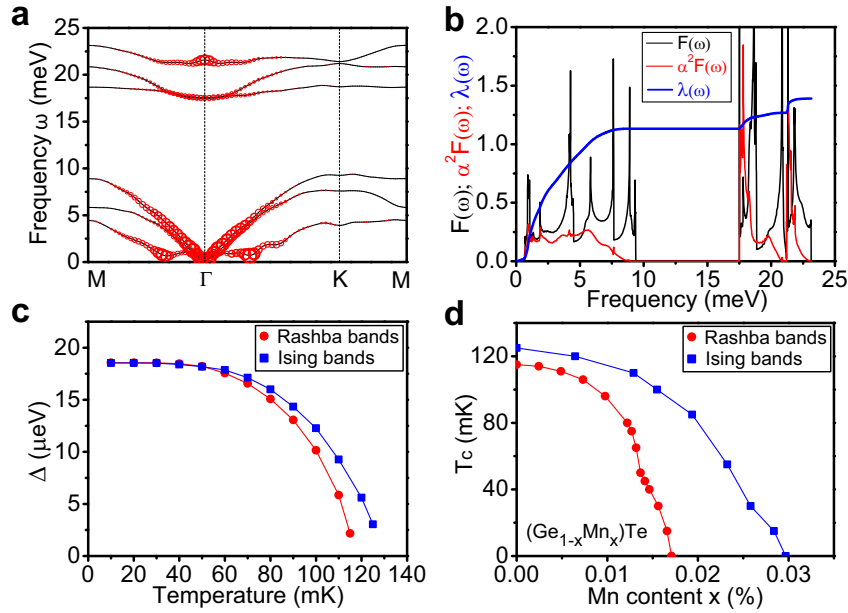 a
25
20
15
10
5
0
Frequency ω (meV)
M Γ K M
b
2.0
1.5
1.0
0.5
0.0
F(ω); α²F(ω); λ(ω)
F(ω)
α²F(ω)
λ(ω)
0 5 10 15 20 25
Frequency (meV)
c
25
20
15
10
5
0
Δ (μeV)
Rashba bands
Ising bands
0 20 40 60 80 100 120 140
Temperature (mK)
d
120
80
40
0
Tc (mK)
Rashba bands
Ising bands
(Ge1-xMnx)Te
0.00 0.01 0.02 0.03
Mn content x (%)